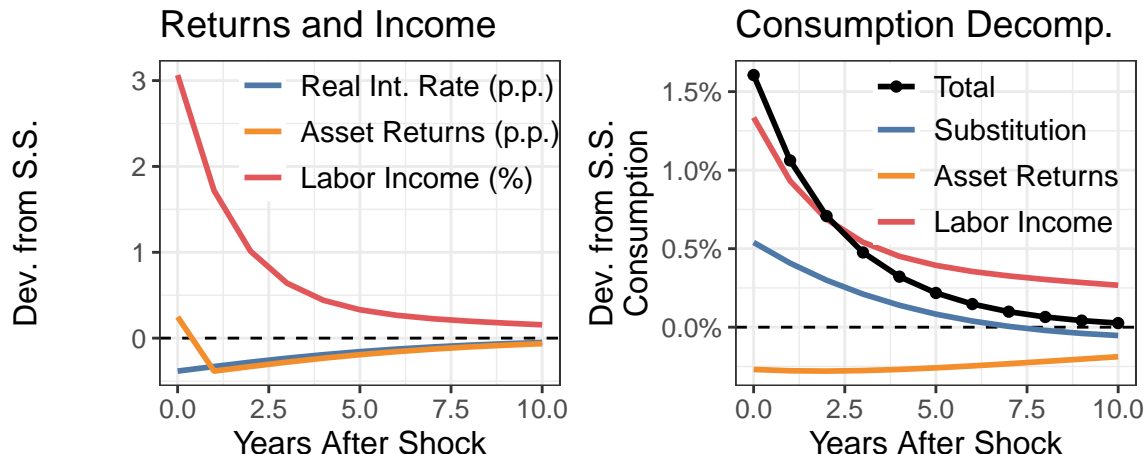 Returns and Income
Dev. from S.S.
3
2
1
0
Real Int. Rate (p.p.)
Asset Returns (p.p.)
Labor Income (%)
0.0
2.5
5.0
7.5
10.0
Years After Shock
Consumption Decomp.
Dev. from S.S.
Consumption
1.5%
1.0%
0.5%
0.0%
Total
Substitution
Asset Returns
Labor Income
0.0
2.5
5.0
7.5
10.0
Years After Shock